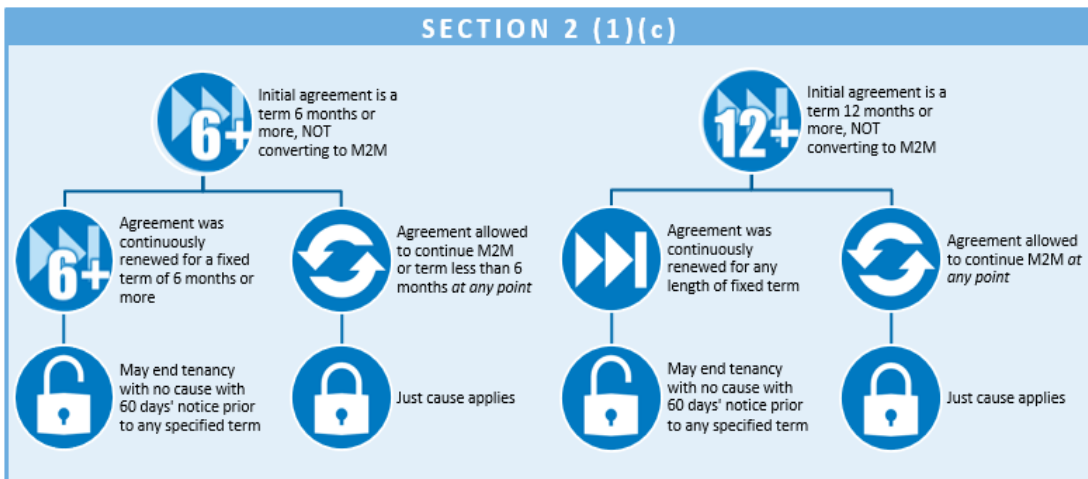 SECTION 2 (1)(c)
6+
Initial agreement is a
term 6 months or
more, NOT
converting to M2M
12+
Initial agreement is a
term 12 months or
more, NOT
converting to M2M
6+
Agreement was
continuously
renewed for a fixed
term of 6 months or
more
Agreement allowed
to continue M2M
or term less than 6
months at any point
Agreement was
continuously
renewed for any
length of fixed term
Agreement allowed
to continue M2M at
any point
May end tenancy
with no cause with
60 days' notice prior
to any specified term
Just cause applies
May end tenancy
with no cause with
60 days' notice prior
to any specified term
Just cause applies